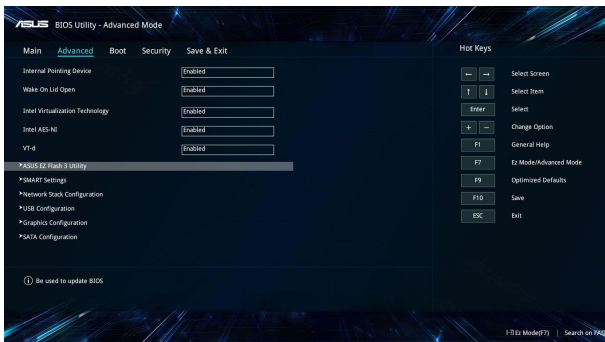 ASUS BIOS Utility - Advanced Mode
Main Advanced Boot Security Save & Exit
Internal Pointing Device Enabled
Wake On Lid Open Enabled
Intel Virtualization Technology Enabled
Intel AES-NI Enabled
VT-d Enabled
ASUS EZ Flash 3 Utility
SMART Settings
Network Stack Configuration
USB Configuration
Graphics Configuration
SATA Configuration
Be used to update BIOS
Hot Keys
← → Select Screen
↑ ↓ Select Item
Enter Select
+ − Change Option
F1 General Help
F7 Ez Mode/Advanced Mode
F9 Optimized Defaults
F10 Save
ESC Exit
Ez Mode(F7) | Search on FAQ